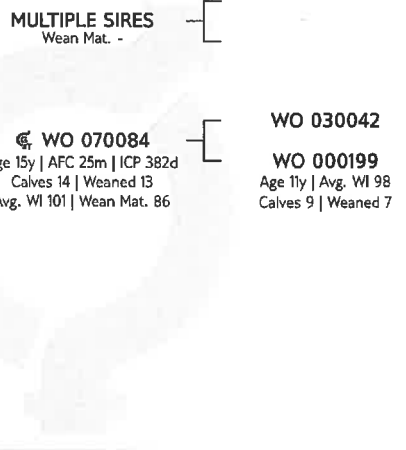 MULTIPLE SIRES
Wean Mat. -
WO 070084
ge 15y | AFC 25m | ICP 382d
Calves 14 | Weaned 13
Avg. WI 101 | Wean Mat. 86
WO 030042
WO 000199
Age 11y | Avg. WI 98
Calves 9 | Weaned 7